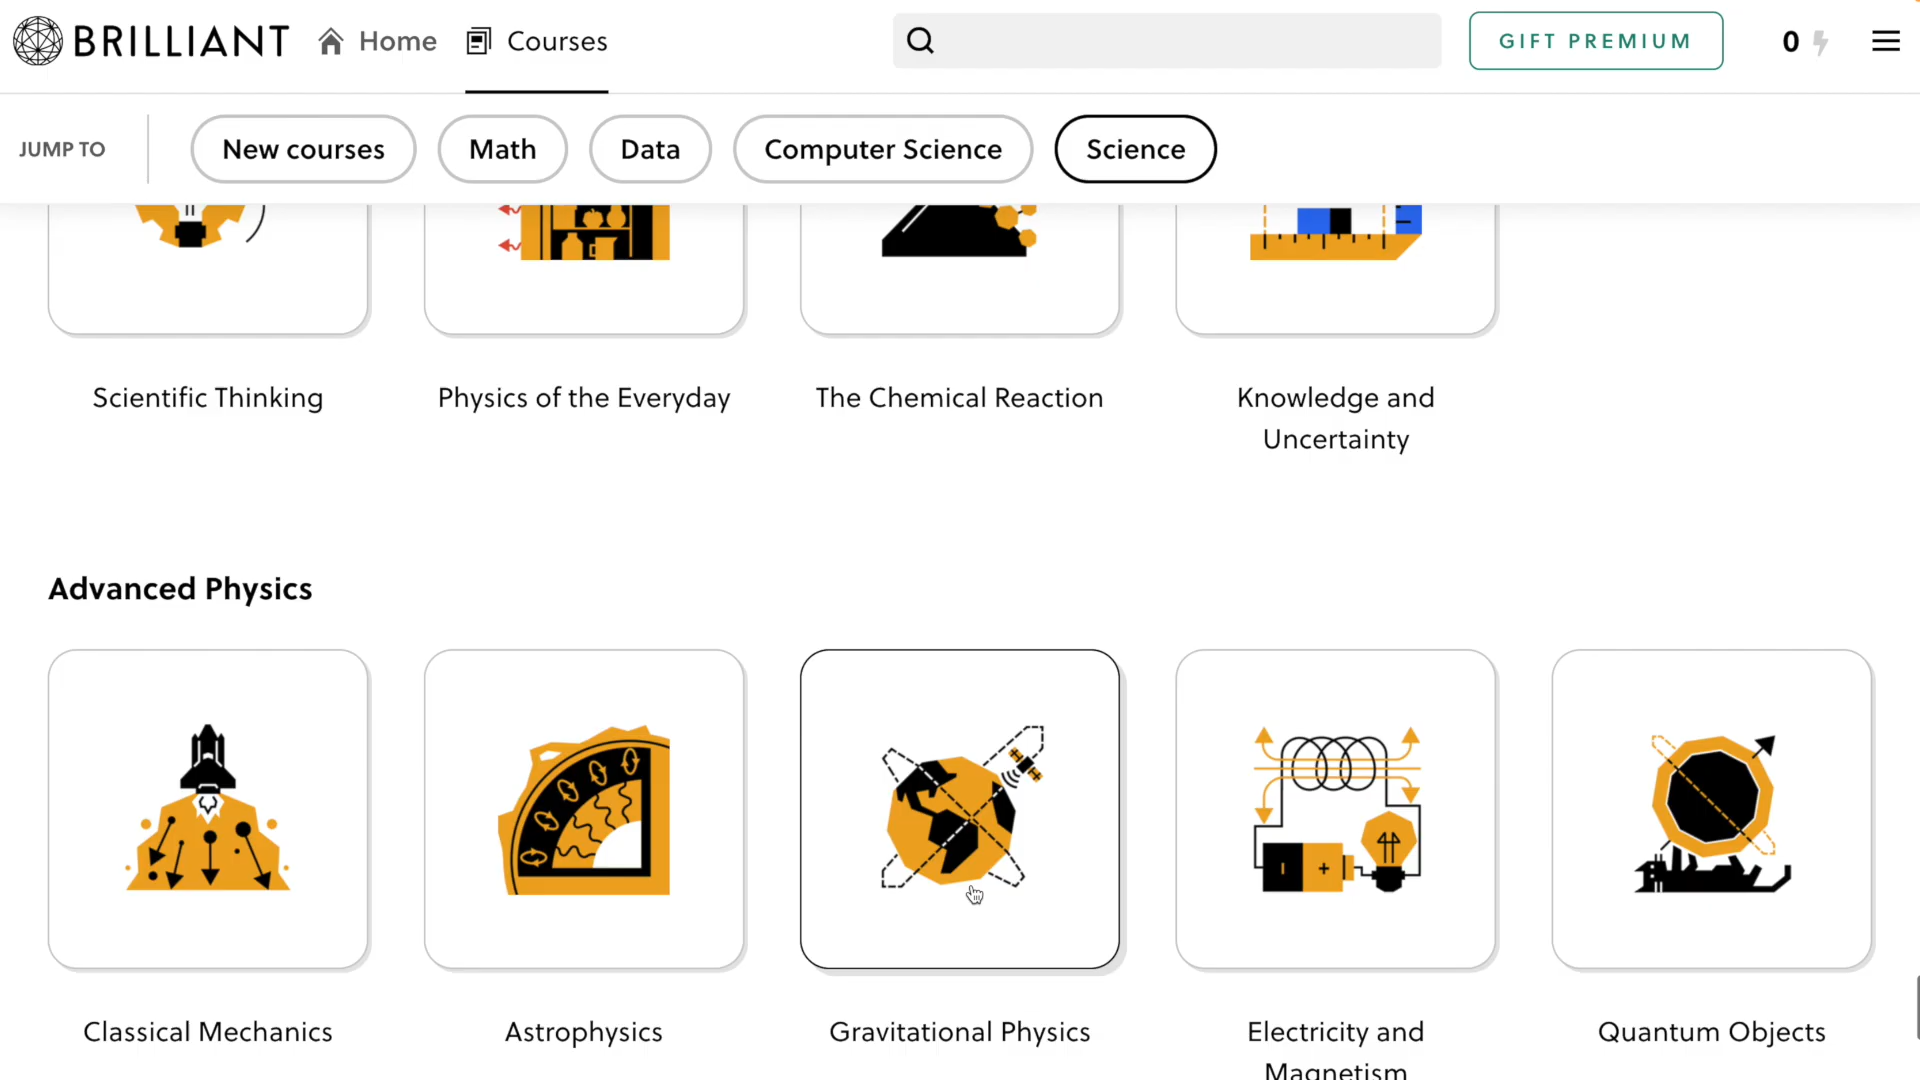 BRILLIANT Home Courses GIFT PREMIUM 0
JUMP TO New courses Math Data Computer Science Science
Scientific Thinking Physics of the Everyday The Chemical Reaction Knowledge and
Uncertainty
Advanced Physics
Classical Mechanics Astrophysics Gravitational Physics Electricity and Quantum Objects
Magnetism